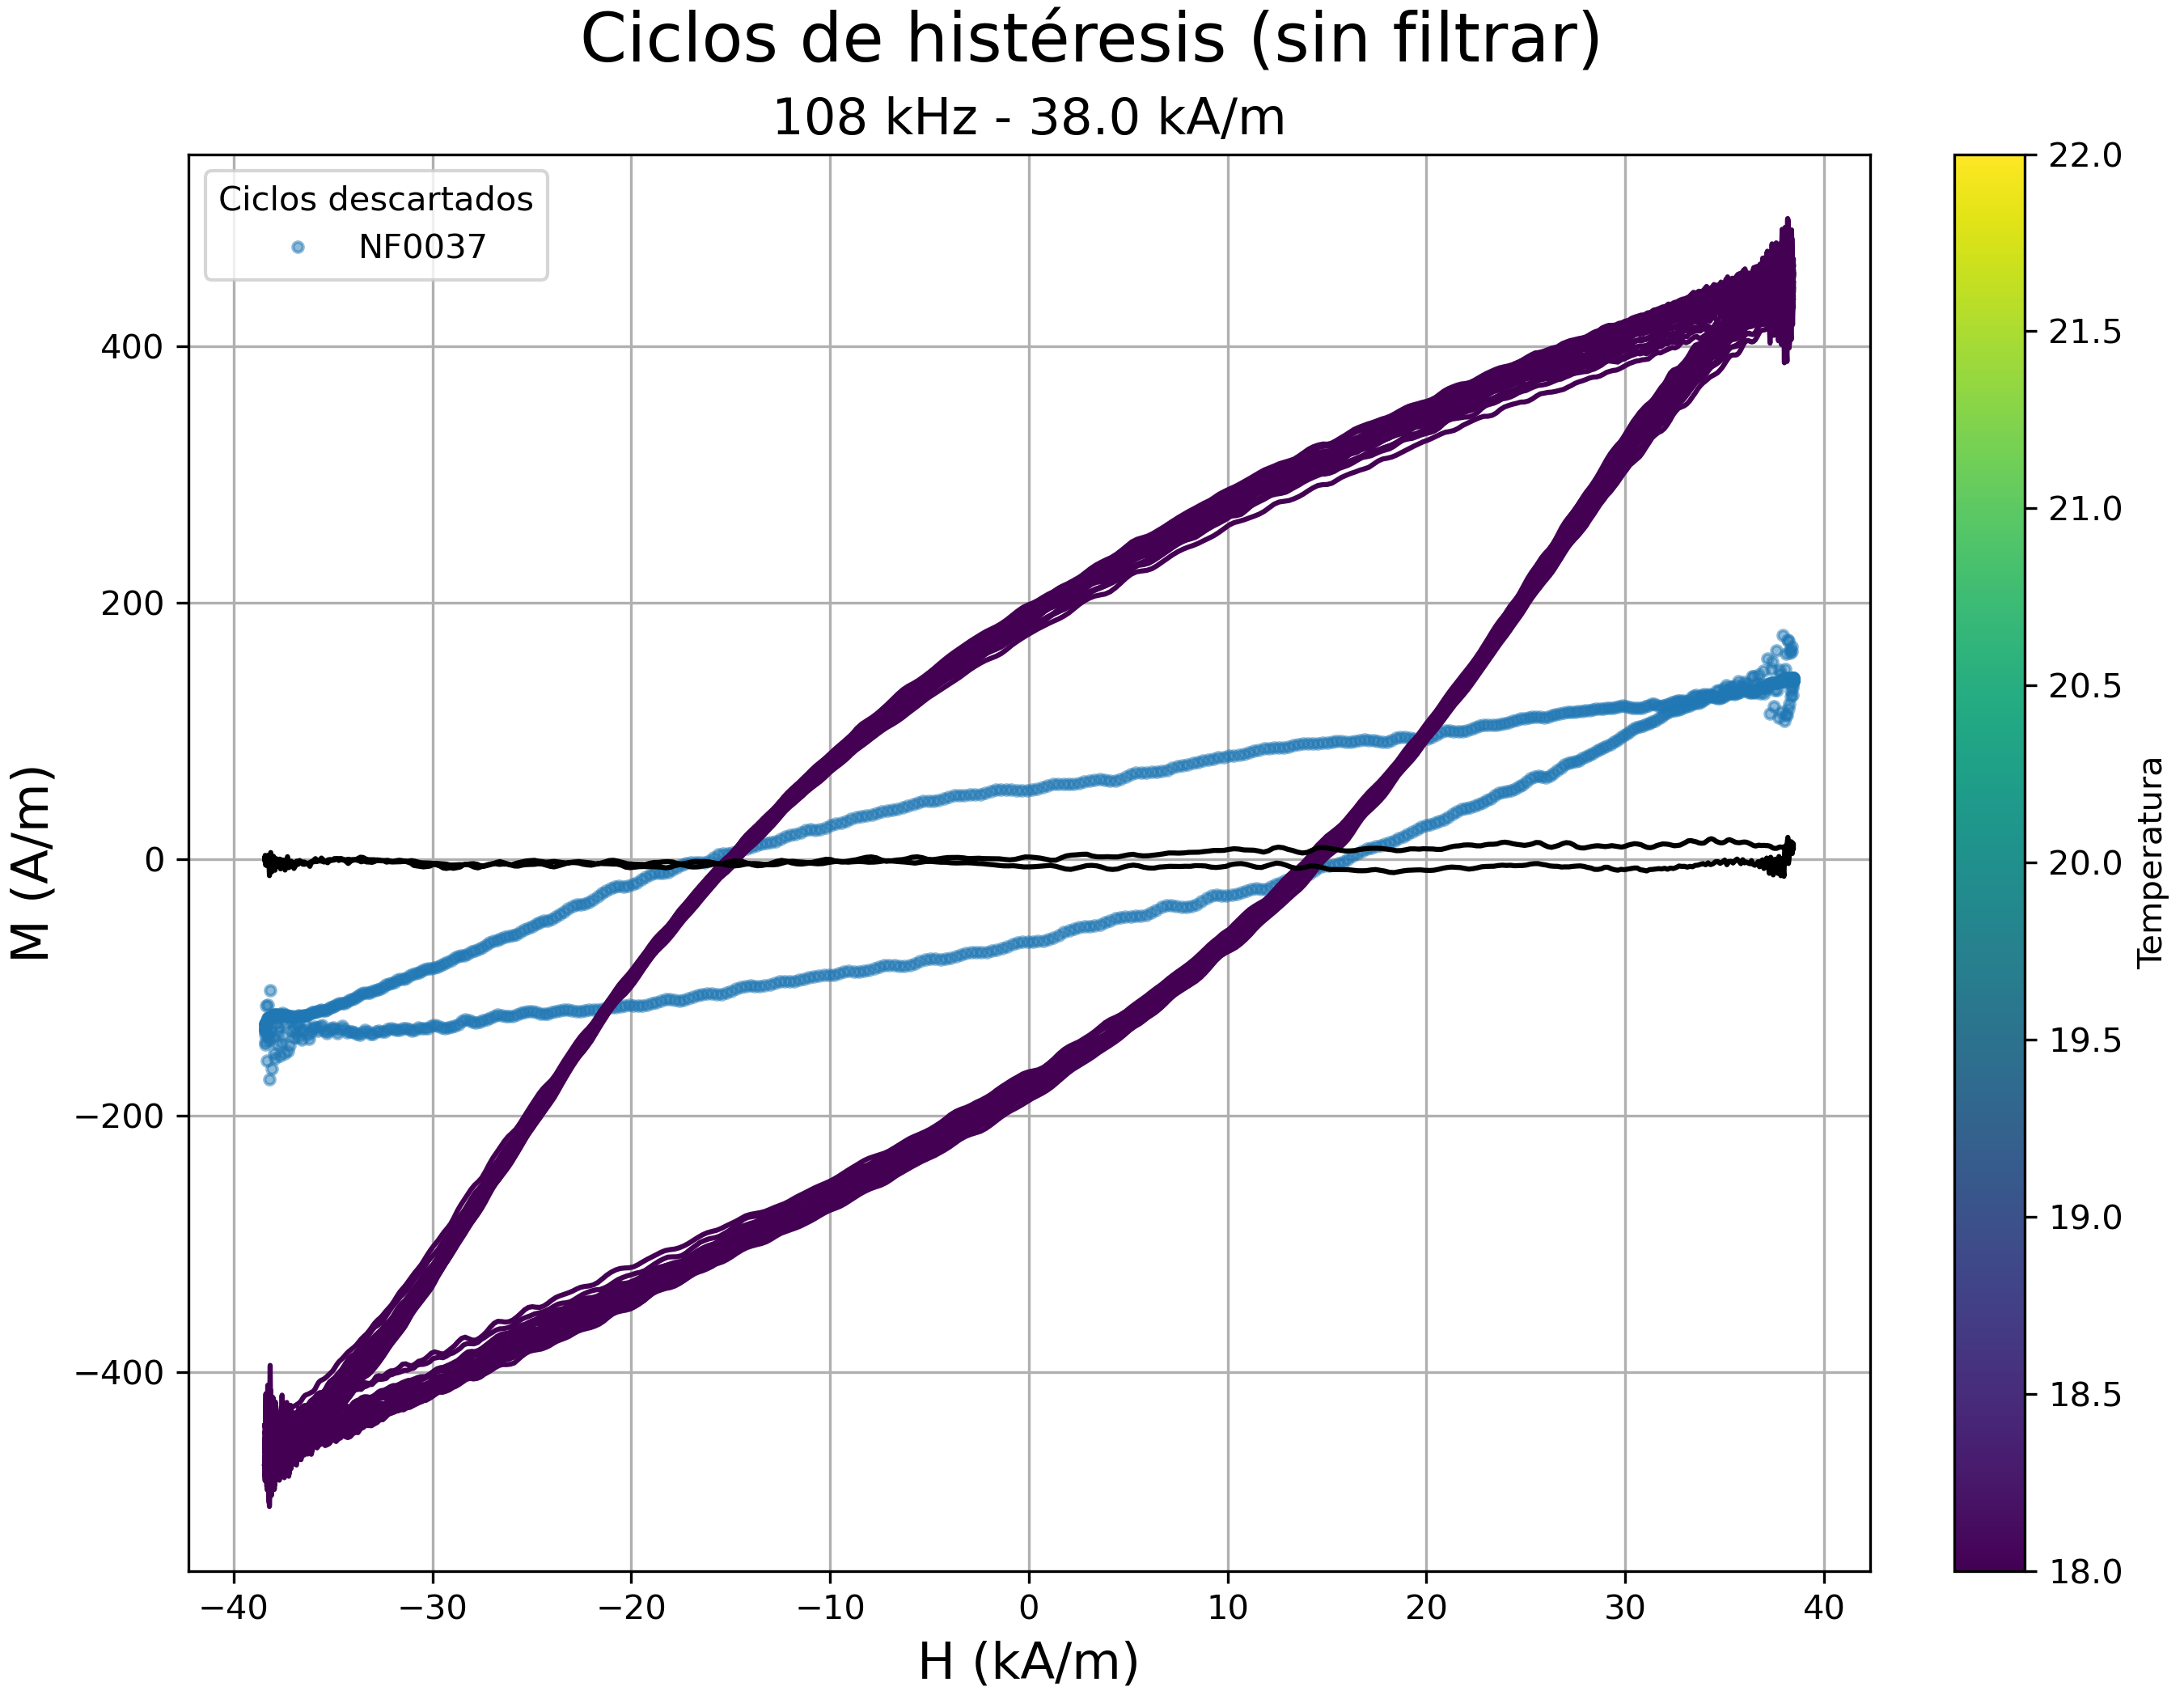 Ciclos de histéresis (sin filtrar)
108 kHz - 38.0 kA/m
Ciclos descartados
NF0037
M (A/m)
400
200
0
−200
−400
−40 −30 −20 −10 0 10 20 30 40
H (kA/m)
22.0
21.5
21.0
20.5
20.0
19.5
19.0
18.5
18.0
Temperatura